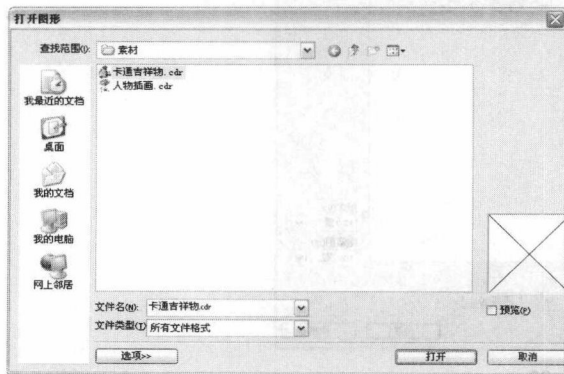 打开图形
查找范围(I): 素材
卡通吉祥物.cdr
人物插画.cdr
我最近的文档
桌面
我的文档
我的电脑
网上邻居
文件名(N): 卡通吉祥物.cdr
文件类型(T) 所有文件格式
预览(P)
选项>>
打开
取消